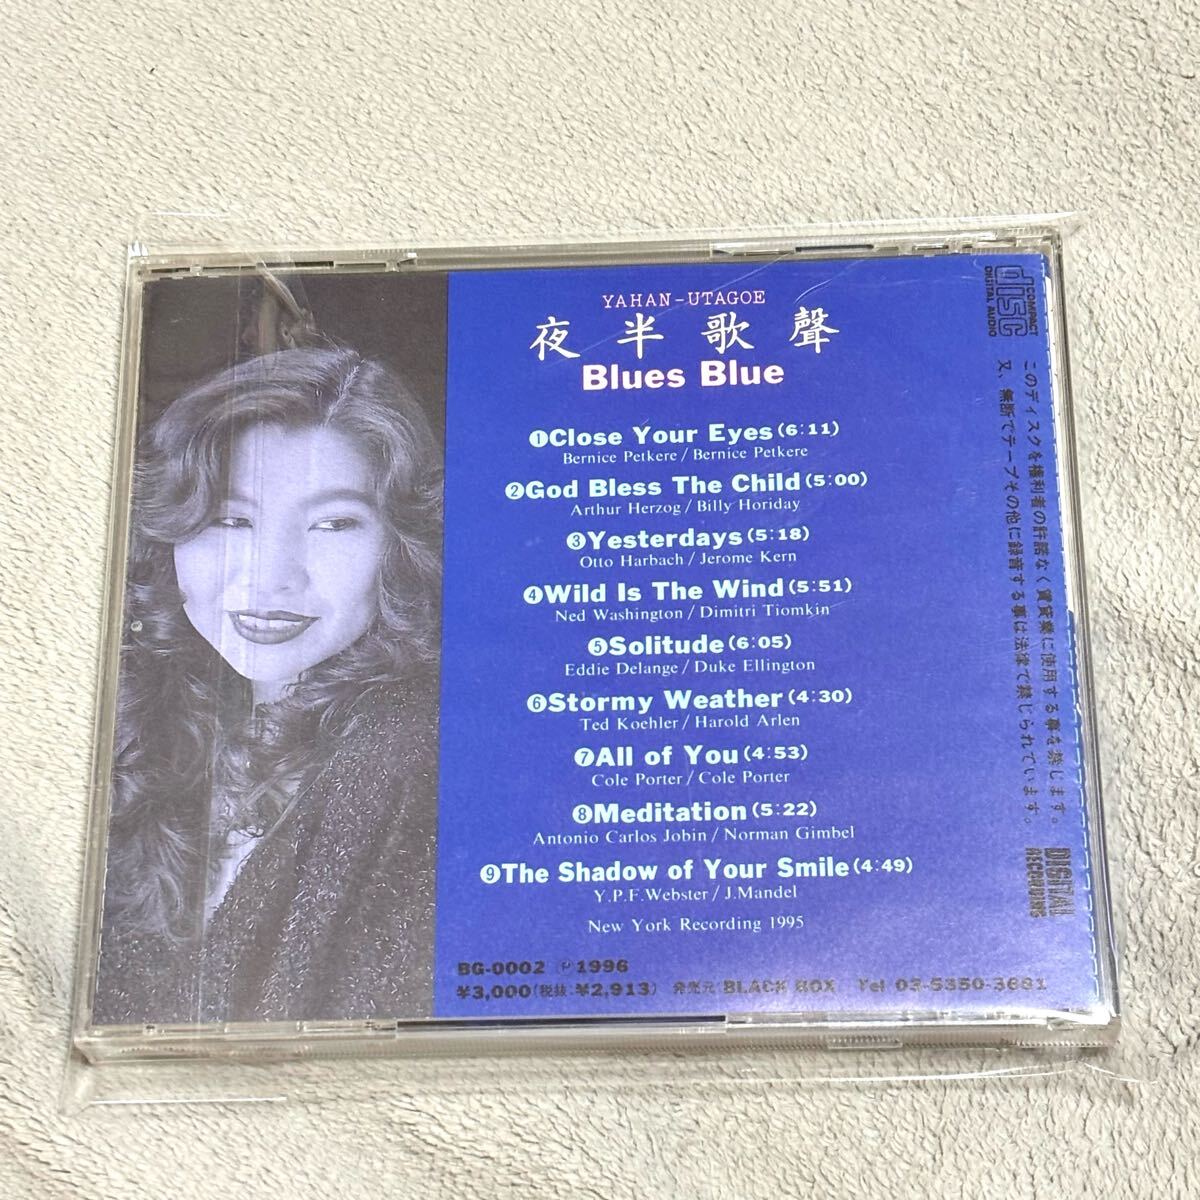 YAHAN-UTAGOE
夜半歌聲
Blues Blue
❶Close Your Eyes(6:11)
Bernice Petkere/Bernice Petkere
❷God Bless The Child(5:00)
Arthur Herzog/Billy Horiday
❸Yesterdays(5:18)
Otto Harbach/Jerome Kern
❹Wild Is The Wind(5:51)
Ned Washington/Dimitri Tiomkin
❺Solitude(6:05)
Eddie Delange/Duke Ellington
❻Stormy Weather(4:30)
Ted Koehler/Harold Arlen
❼All of You(4:53)
Cole Porter/Cole Porter
❽Meditation(5:22)
Antonio Carlos Jobin/Norman Gimbel
❾The Shadow of Your Smile(4:49)
Y.P.F.Webster/J.Mandel
New York Recording 1995
BG-0002 ℗1996
¥3,000(税抜:¥2,913) 発売元:BLACK BOX Tel 03-5350-3661
COMPACT
disc
DIGITAL AUDIO
このディスクを権利者の許諾なく賃貸業に使用する事を禁じます。
又、無断でテープその他に録音する事は法律で禁じられています。
DIGITAL
RECORDING